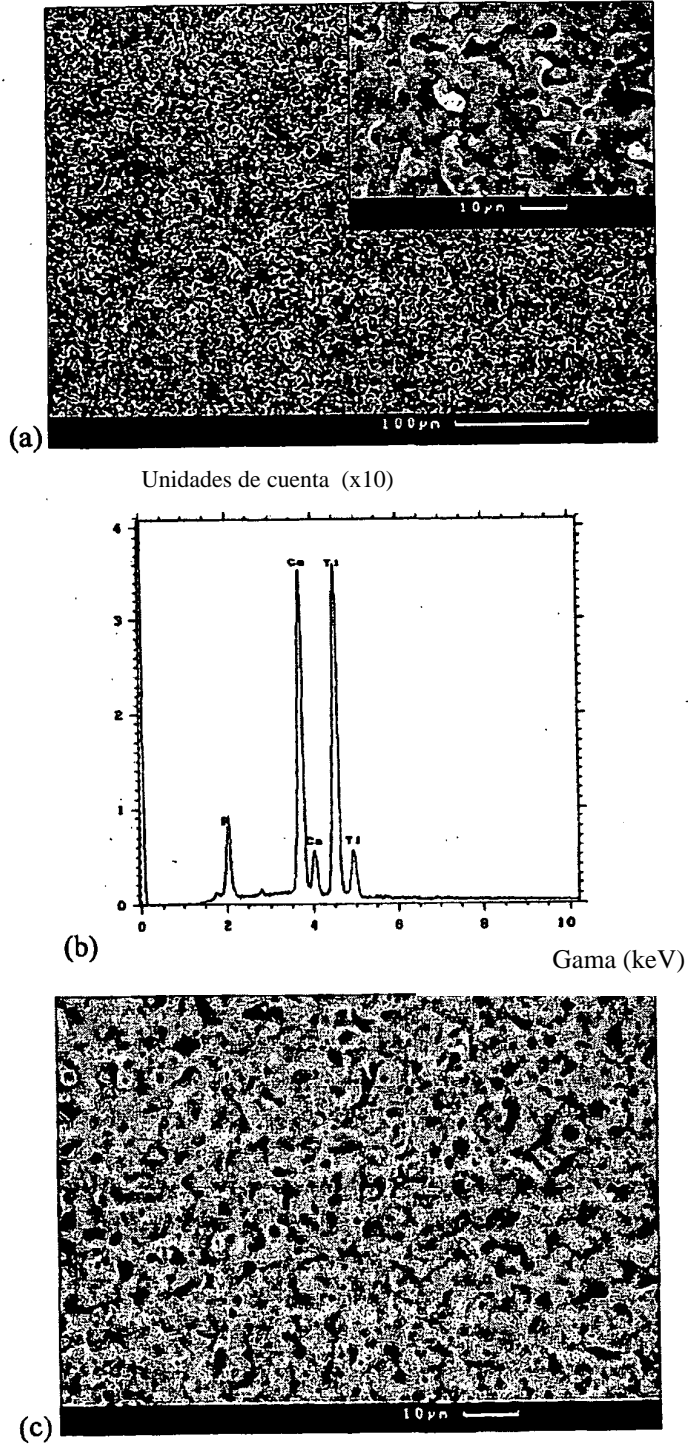 10µm
100µm
(a)
Unidades de cuenta (x10)
4
Ca Ti
3
2
1
P
Ca Ti
0
0 2 4 6 8 10
(b)
Gama (keV)
10µm
(c)